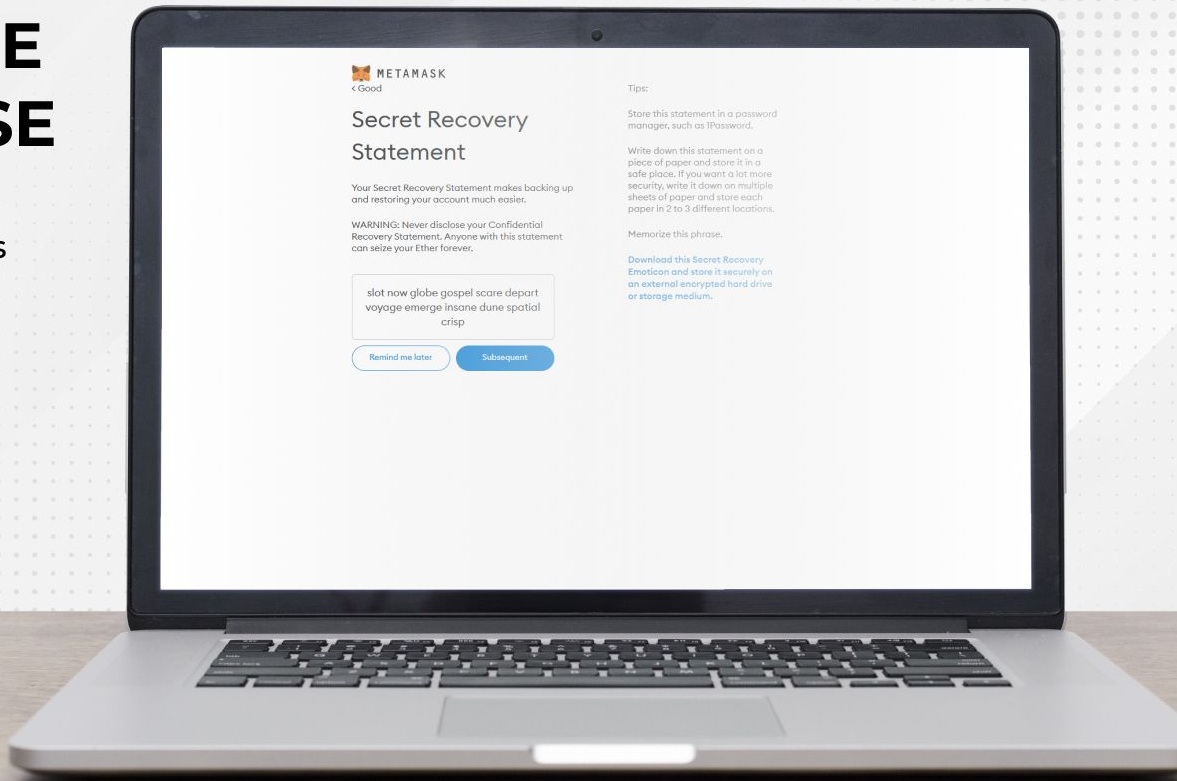 E
SE
s
METAMASK
< Good
Secret Recovery
Statement
Your Secret Recovery Statement makes backing up
and restoring your account much easier.
WARNING: Never disclose your Confidential
Recovery Statement. Anyone with this statement
can seize your Ether forever.
slot now globe gospel scare depart
voyage emerge insane dune spatial
crisp
Remind me later
Subsequent
Tips:
Store this statement in a password
manager, such as 1Password.
Write down this statement on a
piece of paper and store it in a
safe place. If you want a lot more
security, write it down on multiple
sheets of paper and store each
paper in 2 to 3 different locations.
Memorize this phrase.
Download this Secret Recovery
Emoticon and store it securely on
an external encrypted hard drive
or storage medium.